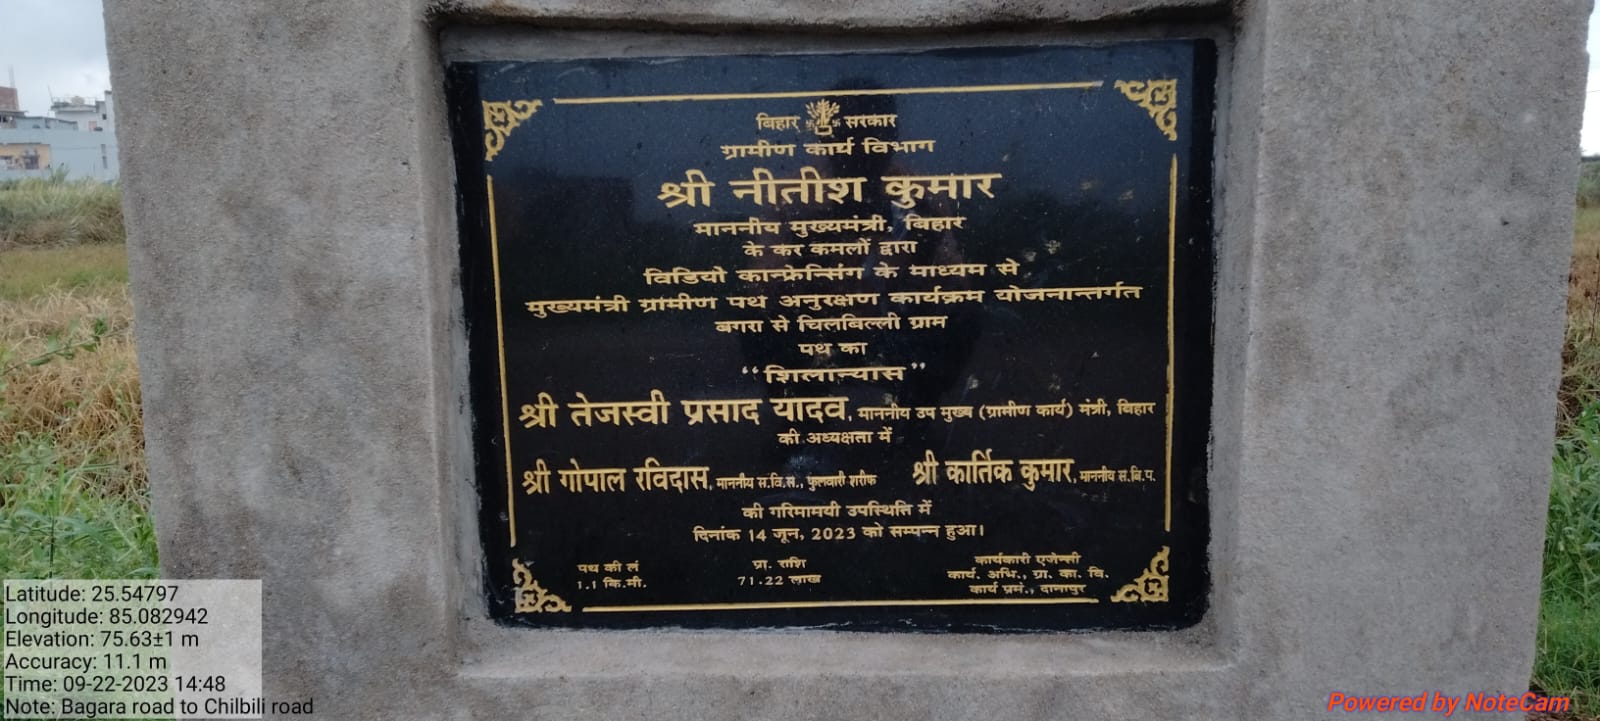 बिहार सरकार
ग्रामीण कार्य विभाग
श्री नीतीश कुमार
माननीय मुख्यमंत्री, बिहार
के कर कमलों द्वारा
विडियो कान्फ्रेन्सिंग के माध्यम से
मुख्यमंत्री ग्रामीण पथ अनुरक्षण कार्यक्रम योजनान्तर्गत
बगरा से चिलबिल्ली ग्राम
पथ का
“शिलान्यास”
श्री तेजस्वी प्रसाद यादव, माननीय उप मुख्य (ग्रामीण कार्य) मंत्री, बिहार
की अध्यक्षता में
श्री गोपाल रविदास, माननीय स.वि.स., फुलवारी शरीफ श्री कार्तिक कुमार, माननीय स.वि.प.
की गरिमामयी उपस्थिति में
दिनांक 14 जून, 2023 को सम्पन्न हुआ।
पथ की लं प्रा. राशि कार्यकारी एजेन्सी
1.1 कि.मी. 71.22 लाख कार्य. अभि., ग्रा. का. वि.
कार्य प्रमं., दानापुर
Latitude: 25.54797
Longitude: 85.082942
Elevation: 75.63±1 m
Accuracy: 11.1 m
Time: 09-22-2023 14:48
Note: Bagara road to Chilbili road
Powered by NoteCam